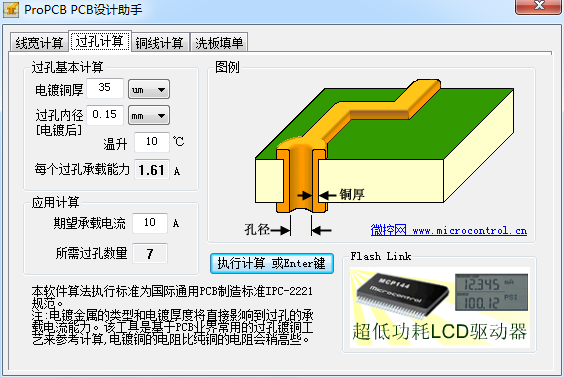 ProPCB PCB设计助手
线宽计算 过孔计算 铜线计算 洗板填单
过孔基本计算
电镀铜厚 35 um
过孔内径 0.15 mm
[电镀后]
温升 10 ℃
每个过孔承载能力 1.61 A
应用计算
期望承载电流 10 A
所需过孔数量 7
图例
铜厚
孔径
微控网 www.microcontrol.cn
执行计算 或Enter键
Flash Link
MCP144
Microcontrol
12.345 mA
100.12 PSI
超低功耗LCD驱动器
本软件算法执行标准为国际通用PCB制造标准IPC-2221
规范。
注:电镀金属的类型和电镀厚度将直接影响到过孔的承
载电流能力。该工具是基于PCB业界常用的过孔镀铜工
艺来参考计算,电镀铜的电阻比纯铜的电阻会稍高些。